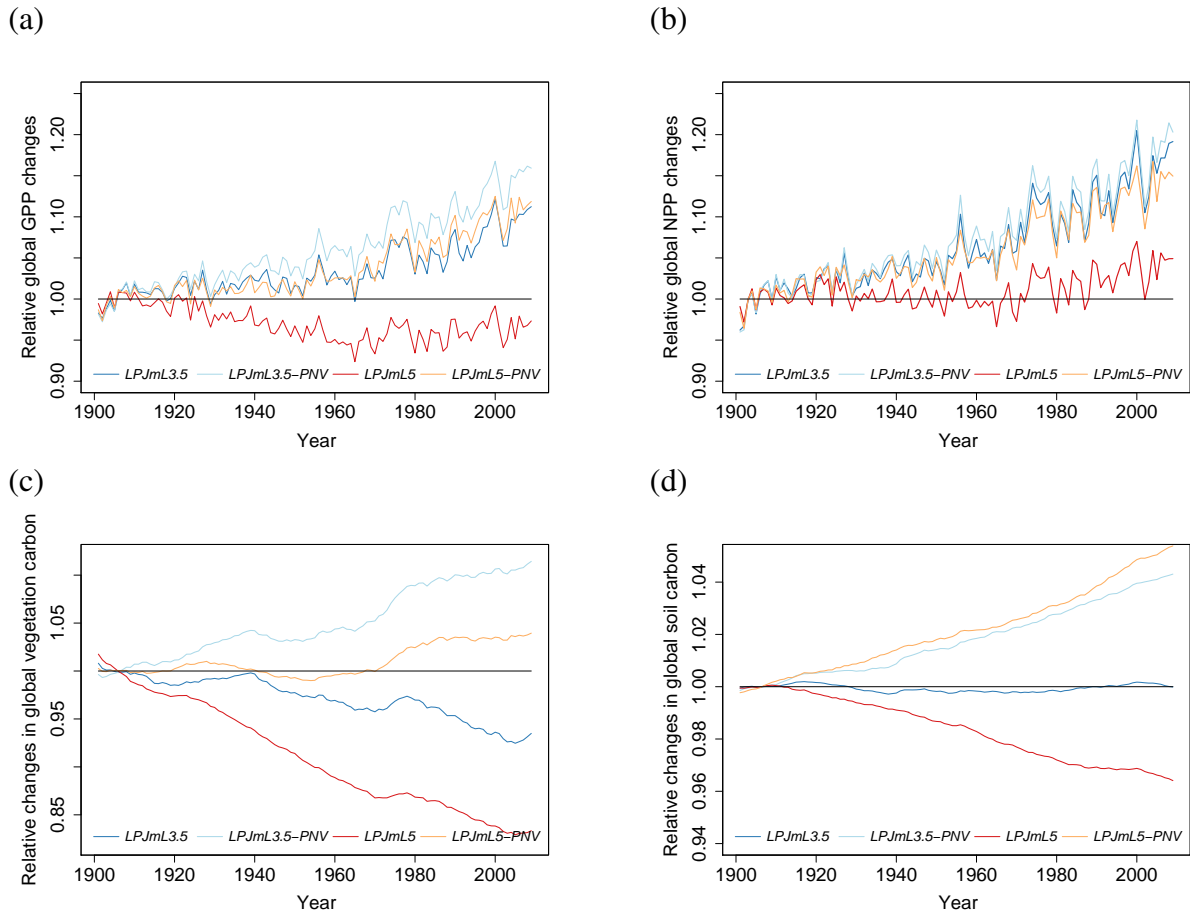 (a)
Relative global GPP changes
0.90 1.00 1.10 1.20
LPJmL3.5 LPJmL3.5−PNV LPJmL5 LPJmL5−PNV
1900 1920 1940 1960 1980 2000
Year
(b)
Relative global NPP changes
0.90 1.00 1.10 1.20
LPJmL3.5 LPJmL3.5−PNV LPJmL5 LPJmL5−PNV
1900 1920 1940 1960 1980 2000
Year
(c)
Relative changes in global vegetation carbon
0.85 0.95 1.05
LPJmL3.5 LPJmL3.5−PNV LPJmL5 LPJmL5−PNV
1900 1920 1940 1960 1980 2000
Year
(d)
Relative changes in global soil carbon
0.94 0.96 0.98 1.00 1.02 1.04
LPJmL3.5 LPJmL3.5−PNV LPJmL5 LPJmL5−PNV
1900 1920 1940 1960 1980 2000
Year